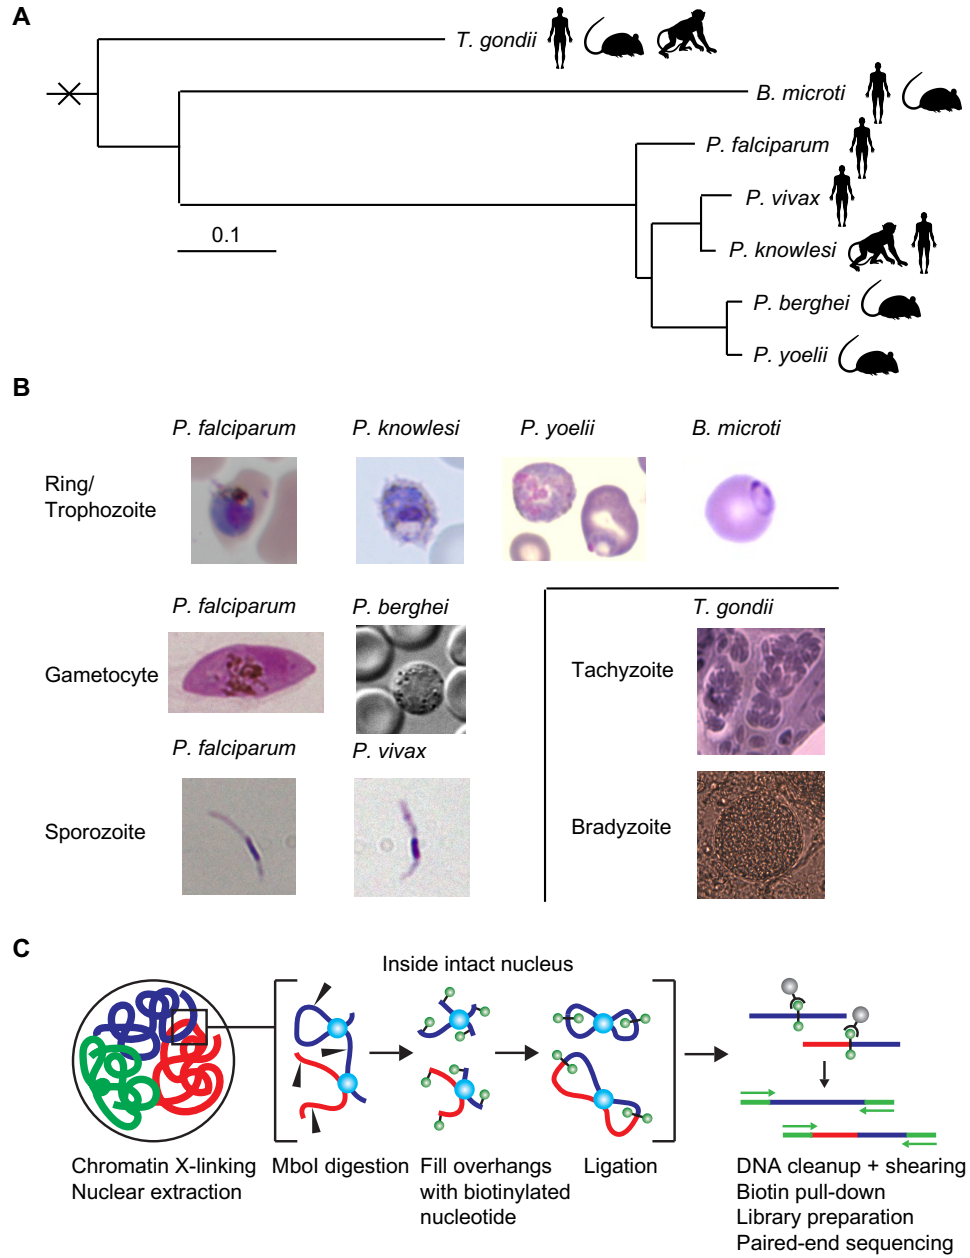 A
T. gondii
B. microti
P. falciparum
P. vivax
0.1
P. knowlesi
P. berghei
P. yoelii
B
P. falciparum P. knowlesi P. yoelii B. microti
Ring/
Trophozoite
P. falciparum P. berghei T. gondii
Gametocyte Tachyzoite
P. falciparum P. vivax
Sporozoite Bradyzoite
C
Inside intact nucleus
Chromatin X-linking
Nuclear extraction
MboI digestion
Fill overhangs
with biotinylated
nucleotide
Ligation
DNA cleanup + shearing
Biotin pull-down
Library preparation
Paired-end sequencing